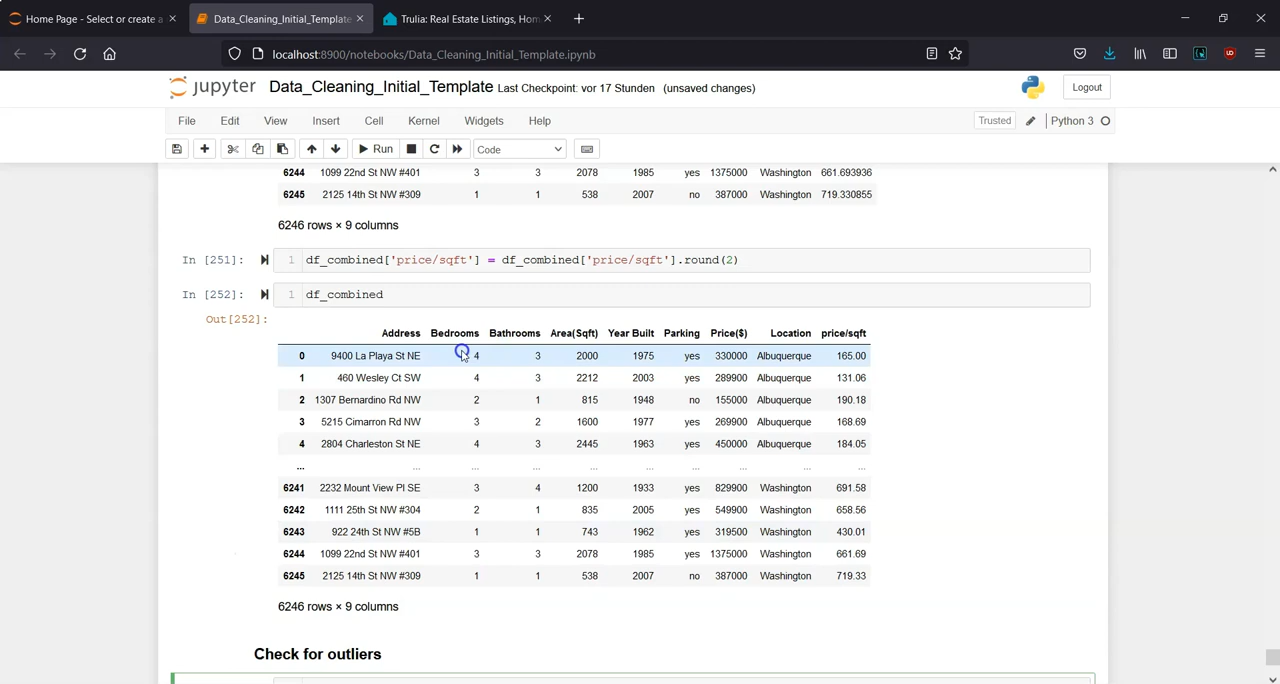 Home Page - Select or create a
Data_Cleaning_Initial_Template
Trulia: Real Estate Listings, Hom
localhost:8900/notebooks/Data_Cleaning_Initial_Template.ipynb
jupyter Data_Cleaning_Initial_Template Last Checkpoint: vor 17 Stunden (unsaved changes)
Logout
File Edit View Insert Cell Kernel Widgets Help
Trusted Python 3
Run Code
6244 1099 22nd St NW #401 3 3 2078 1985 yes 1375000 Washington 661.693936
6245 2125 14th St NW #309 1 1 538 2007 no 387000 Washington 719.330855
6246 rows × 9 columns
In [251]: 1 df_combined['price/sqft'] = df_combined['price/sqft'].round(2)
In [252]: 1 df_combined
Out[252]:
Address Bedrooms Bathrooms Area(Sqft) Year Built Parking Price($) Location price/sqft
0 9400 La Playa St NE 4 3 2000 1975 yes 330000 Albuquerque 165.00
1 460 Wesley Ct SW 4 3 2212 2003 yes 289900 Albuquerque 131.06
2 1307 Bernardino Rd NW 2 1 815 1948 no 155000 Albuquerque 190.18
3 5215 Cimarron Rd NW 3 2 1600 1977 yes 269900 Albuquerque 168.69
4 2804 Charleston St NE 4 3 2445 1963 yes 450000 Albuquerque 184.05
... ... ... ... ... ... ... ... ... ...
6241 2232 Mount View Pl SE 3 4 1200 1933 yes 829900 Washington 691.58
6242 1111 25th St NW #304 2 1 835 2005 yes 549900 Washington 658.56
6243 922 24th St NW #5B 1 1 743 1962 yes 319500 Washington 430.01
6244 1099 22nd St NW #401 3 3 2078 1985 yes 1375000 Washington 661.69
6245 2125 14th St NW #309 1 1 538 2007 no 387000 Washington 719.33
6246 rows × 9 columns
Check for outliers